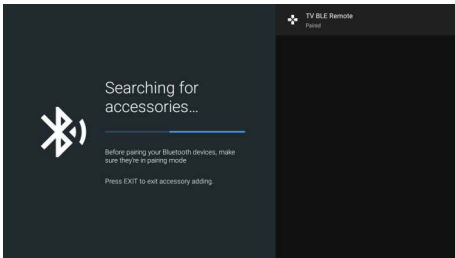 Searching for
accessories...
Before pairing your Bluetooth devices, make
sure they're in pairing mode
Press EXIT to exit accessory adding.
TV BLE Remote
Paired